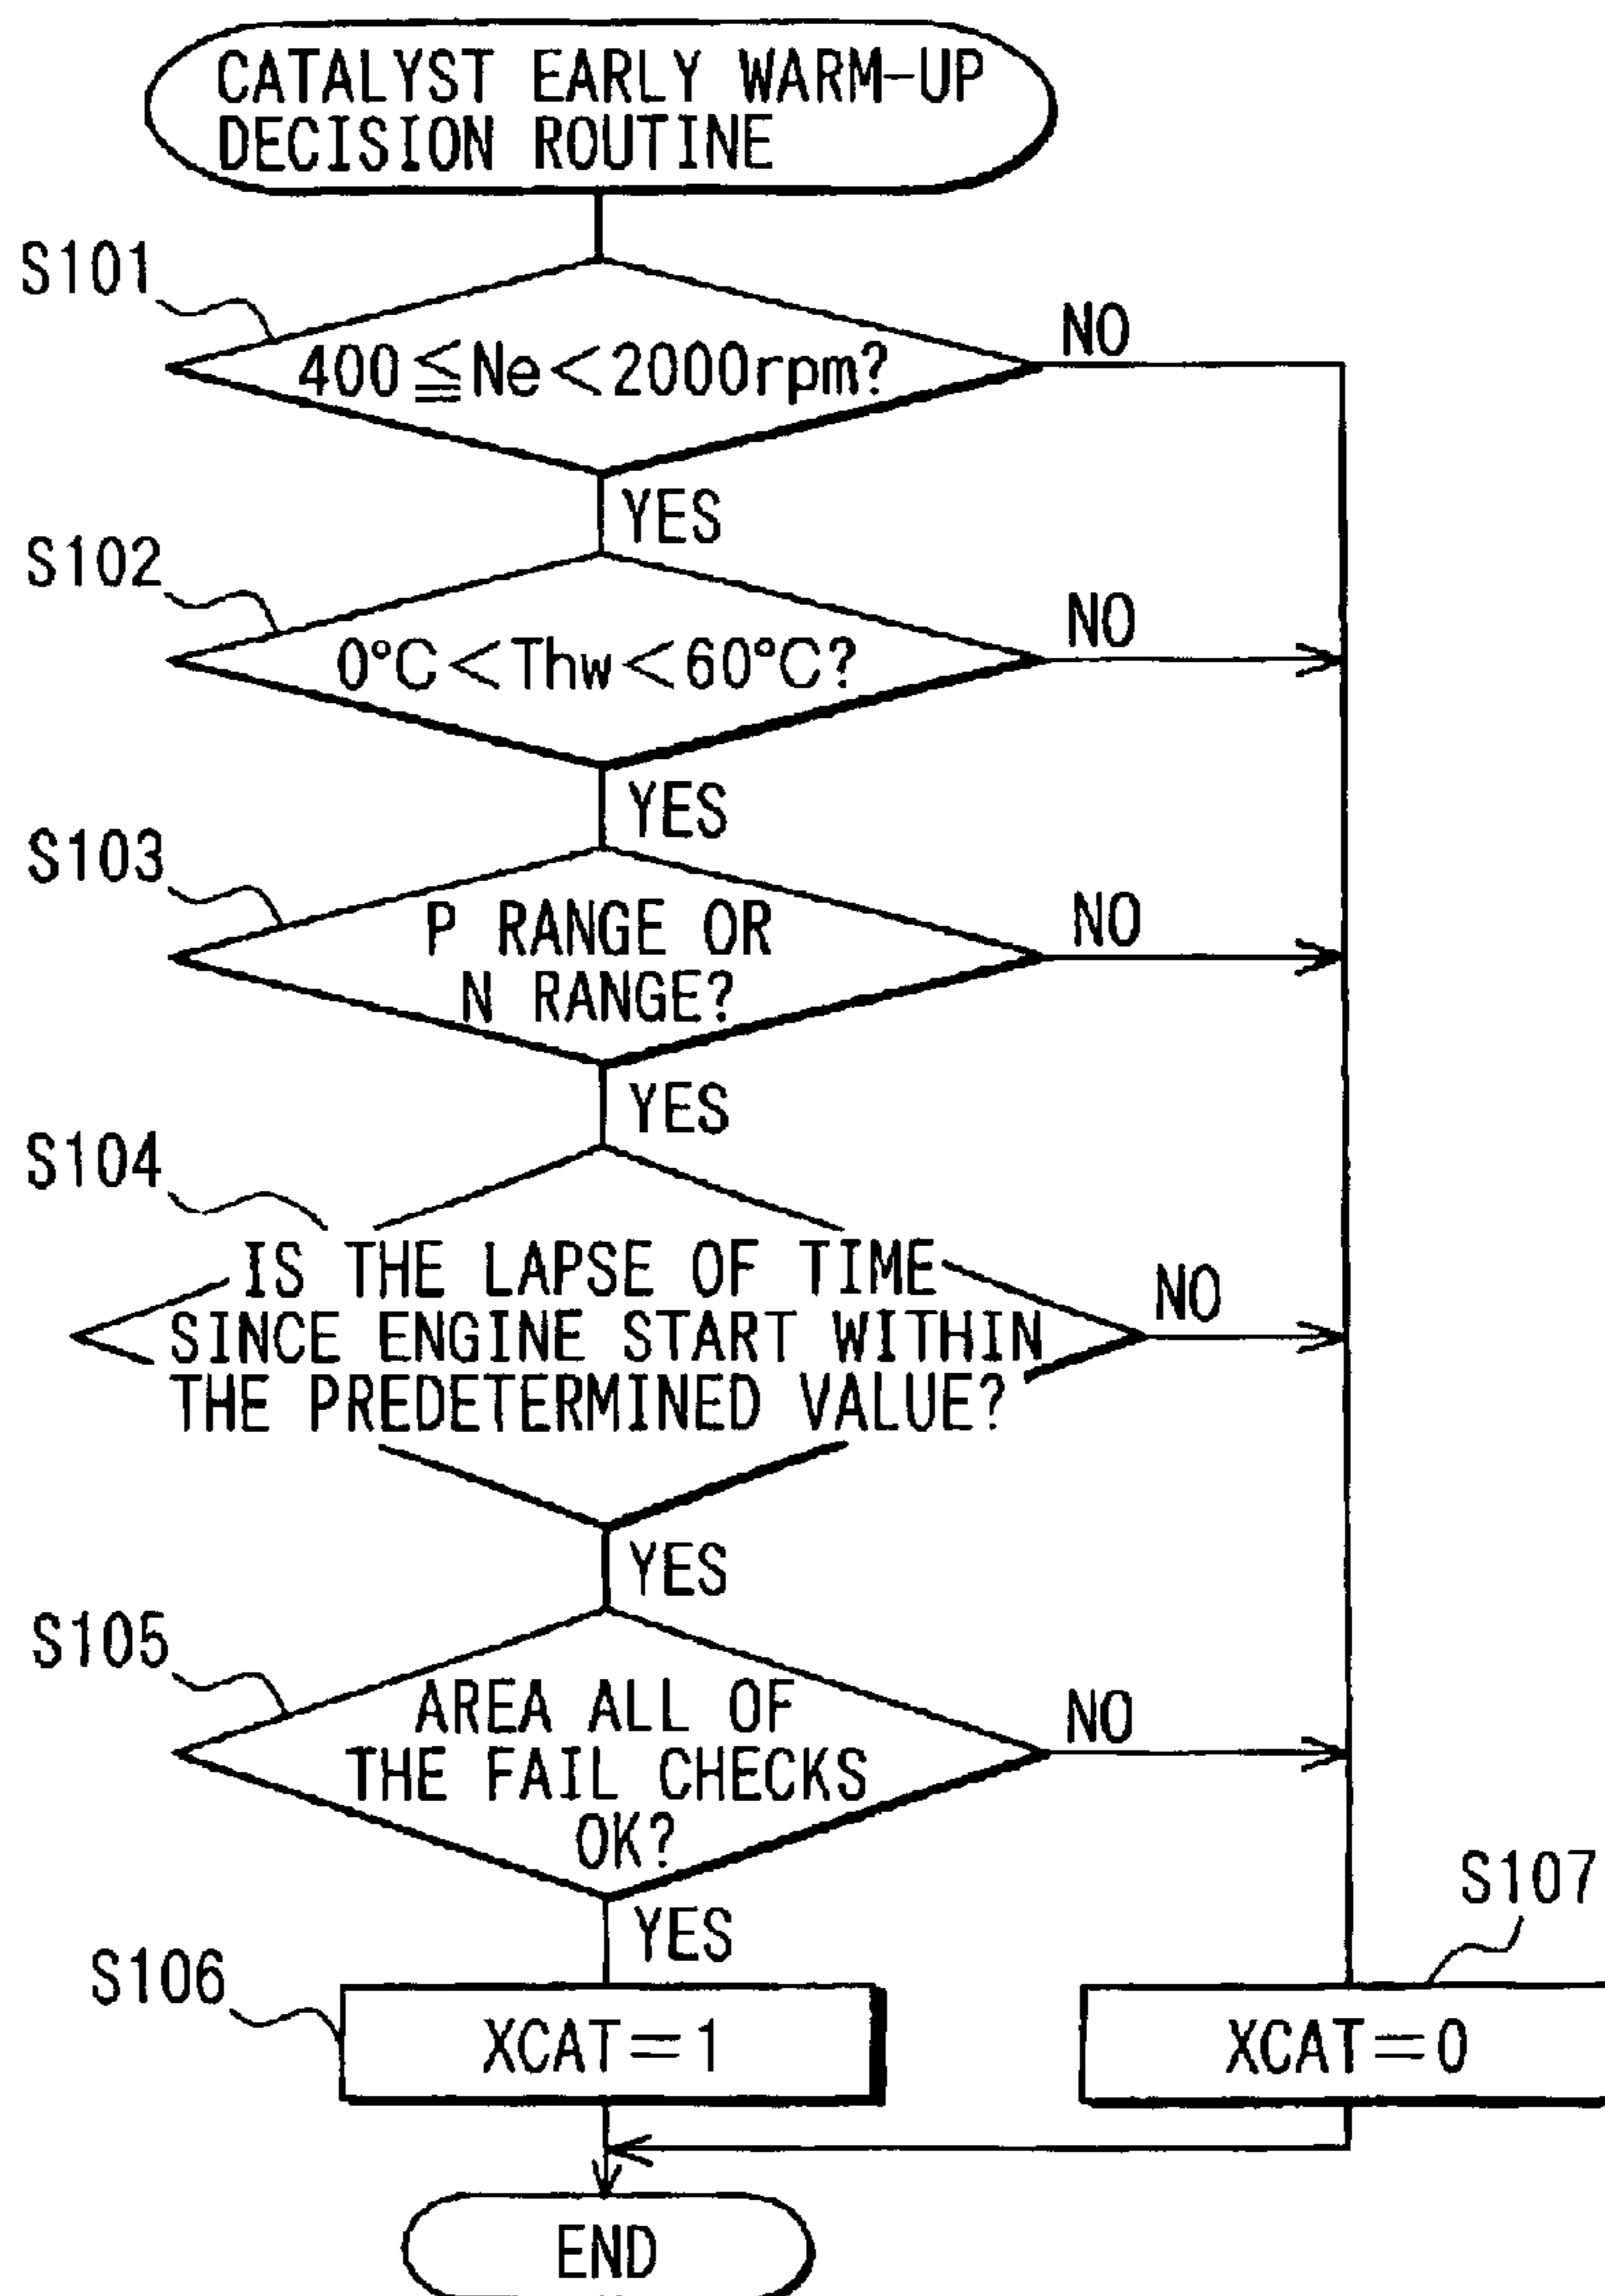 CATALYST EARLY WARM-UP
DECISION ROUTINE
S101
400≦Ne<2000rpm?
NO
YES
S102
0°C<Thw<60°C?
NO
YES
S103
P RANGE OR
N RANGE?
NO
YES
S104
IS THE LAPSE OF TIME
SINCE ENGINE START WITHIN
THE PREDETERMINED VALUE?
NO
YES
S105
AREA ALL OF
THE FAIL CHECKS
OK?
NO
YES
S106
XCAT=1
S107
XCAT=0
END